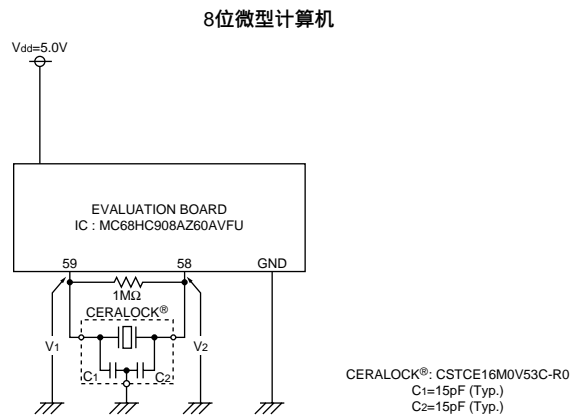 8位微型计算机
Vdd=5.0V
EVALUATION BOARD
IC : MC68HC908AZ60AVFU
59 58 GND
1MΩ
CERALOCK®
V1 V2
C1 C2
CERALOCK®: CSTCE16M0V53C-R0
C1=15pF (Typ.)
C2=15pF (Typ.)